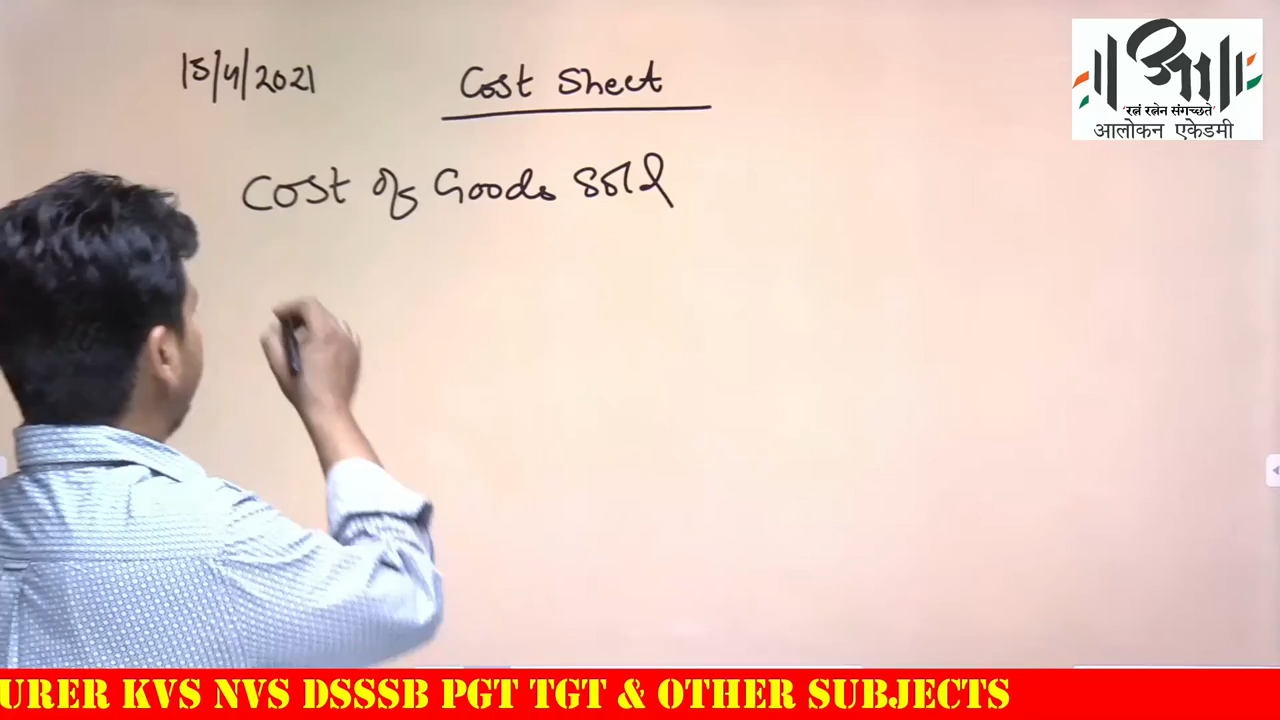 15/4/2021 Cost Sheet
Cost of Goods Sold
'रत्नं रत्नेन संगच्छते'
आलोकन एकेडमी
URER KVS NVS DSSSB PGT TGT & OTHER SUBJECTS